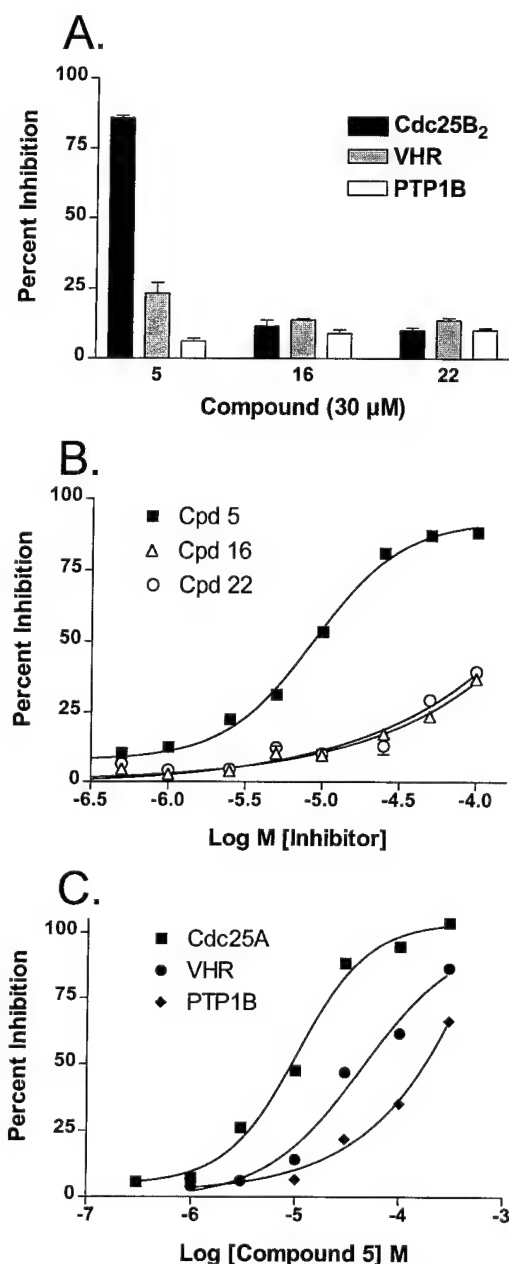 A.
Percent Inhibition
100
75
50
25
0
Cdc25B₂
VHR
PTP1B
5 16 22
Compound (30 µM)
B.
Percent Inhibition
100
75
50
25
0
Cpd 5
Cpd 16
Cpd 22
-6.5 -6.0 -5.5 -5.0 -4.5 -4.0
Log M [Inhibitor]
C.
Percent Inhibition
100
75
50
25
0
Cdc25A
VHR
PTP1B
-7 -6 -5 -4 -3
Log [Compound 5] M